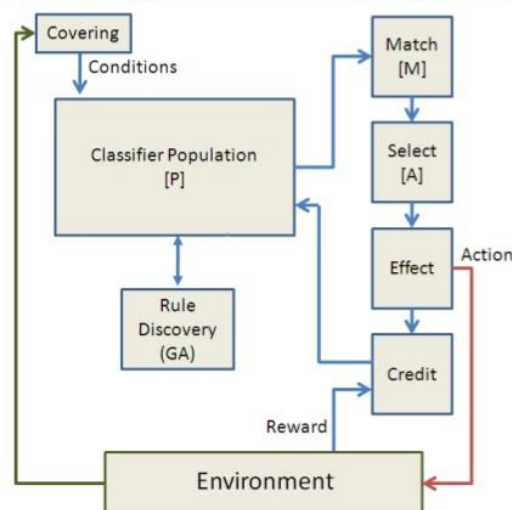 Covering
Conditions
Classifier Population
[P]
Match
[M]
Select
[A]
Effect
Action
Rule
Discovery
(GA)
Credit
Reward
Environment